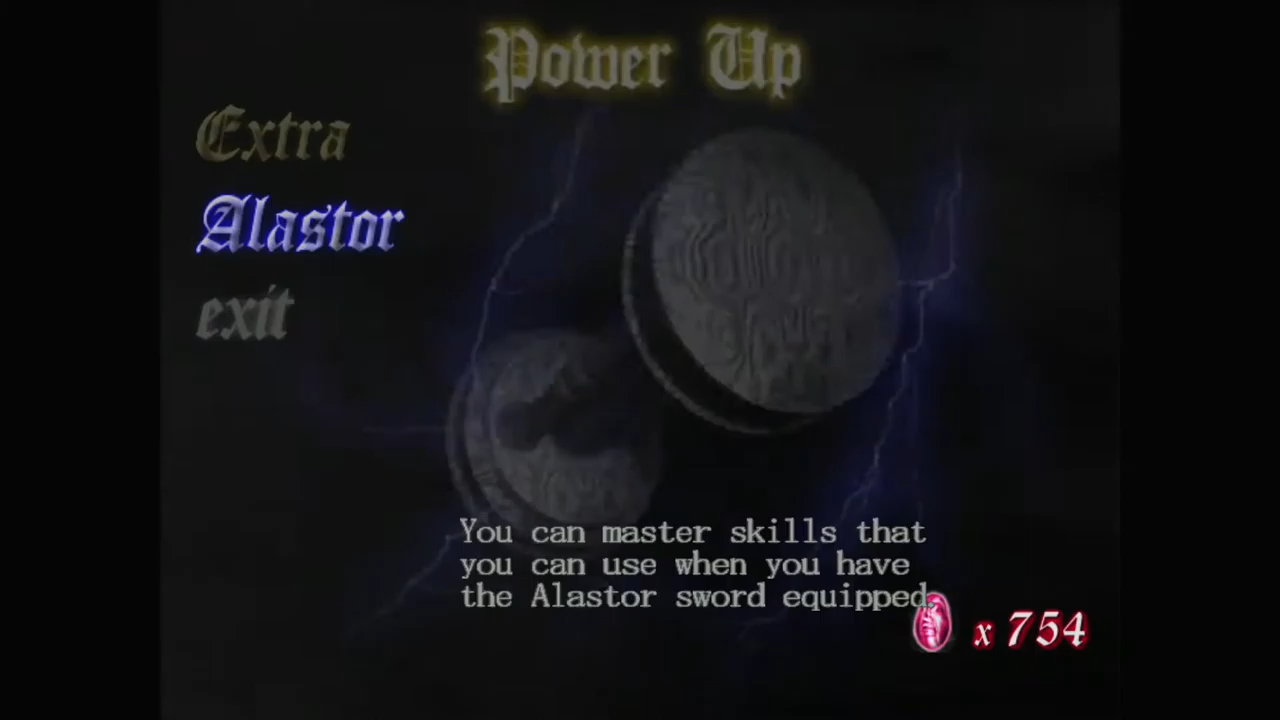 Power Up
Extra
Alastor
exit
You can master skills that
you can use when you have
the Alastor sword equipped.
x 754